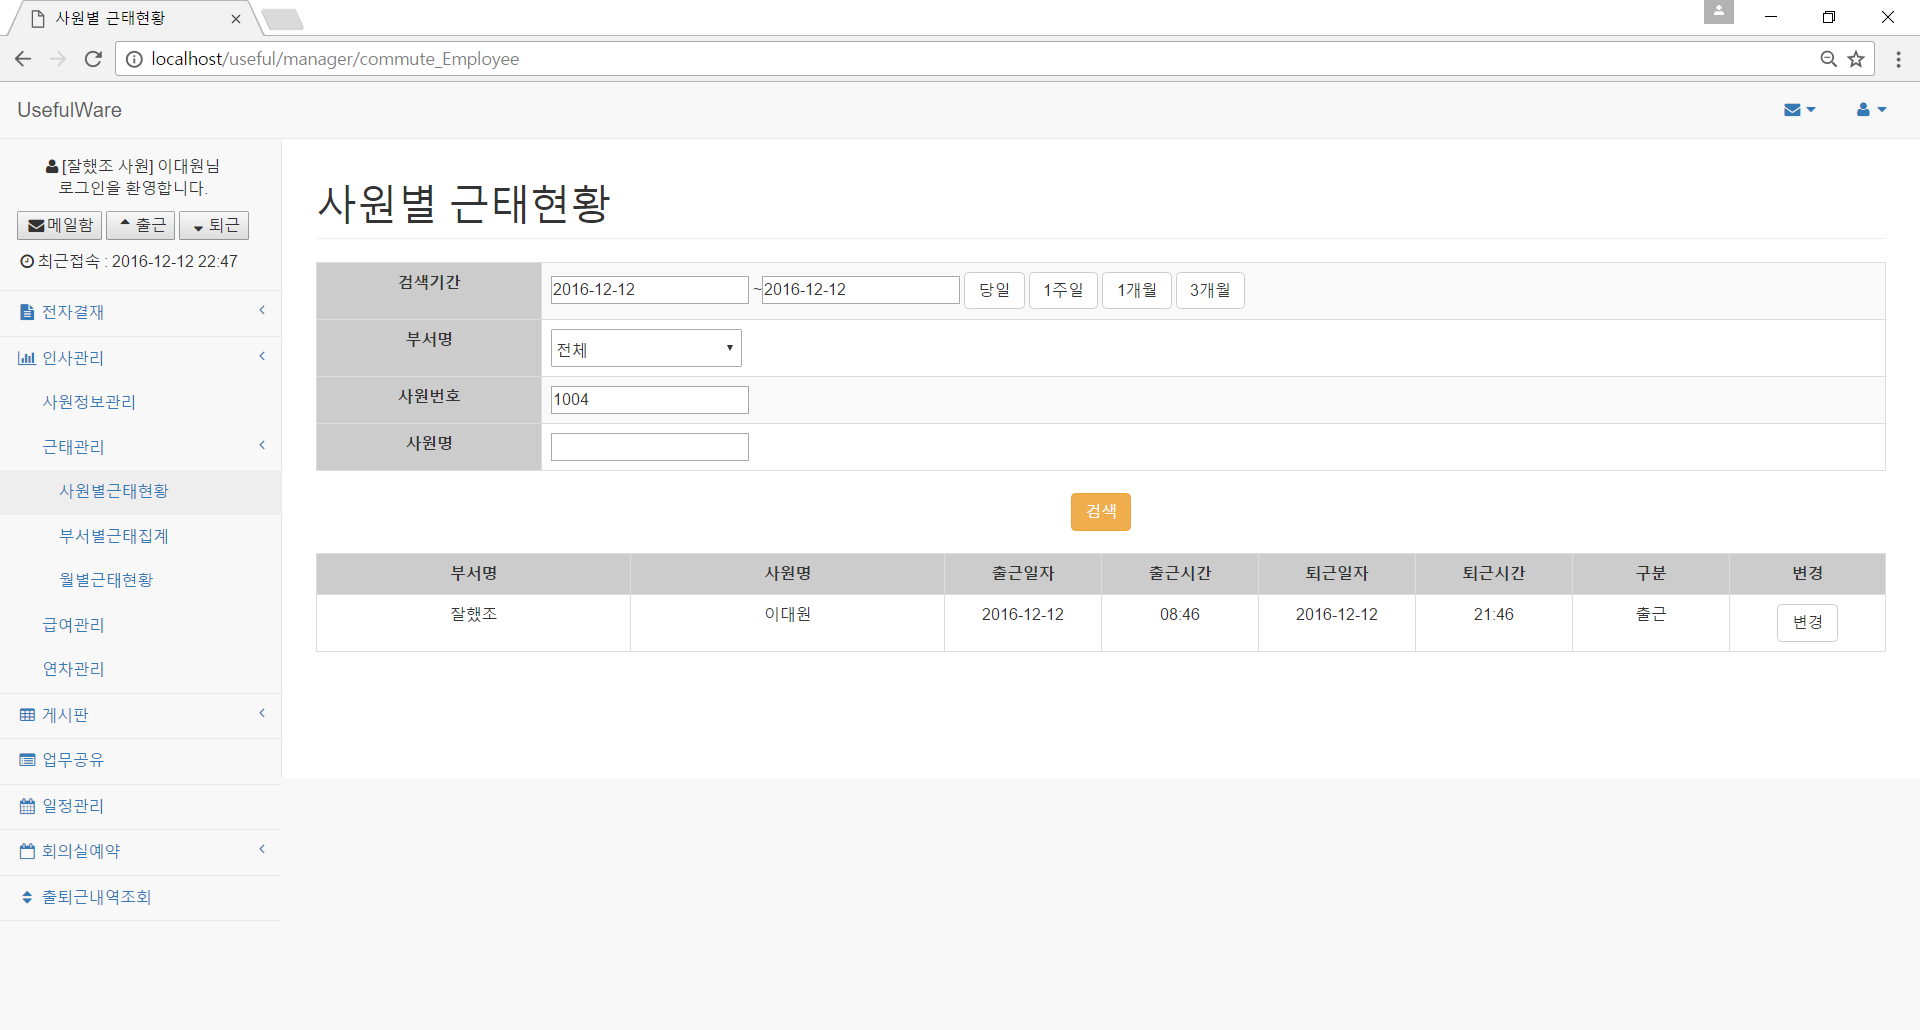 사원별 근태현황
localhost/useful/manager/commute_Employee
UsefulWare
[잘했조 사원] 이대원님
로그인을 환영합니다.
메일함 출근 퇴근
최근접속 : 2016-12-12 22:47
전자결재
인사관리
사원정보관리
근태관리
사원별근태현황
부서별근태집계
월별근태현황
급여관리
연차관리
게시판
업무공유
일정관리
회의실예약
출퇴근내역조회
사원별 근태현황
검색기간 2016-12-12 ~ 2016-12-12 당일 1주일 1개월 3개월
부서명 전체
사원번호 1004
사원명
검색
부서명 사원명 출근일자 출근시간 퇴근일자 퇴근시간 구분 변경
잘했조 이대원 2016-12-12 08:46 2016-12-12 21:46 출근 변경